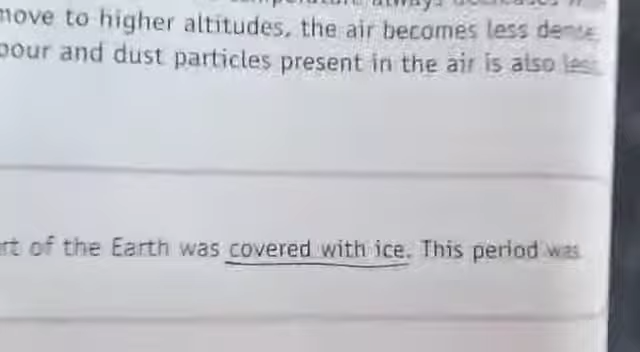 move to higher altitudes, the air becomes less dense
pour and dust particles present in the air is also less
of the Earth was covered with ice. This period was